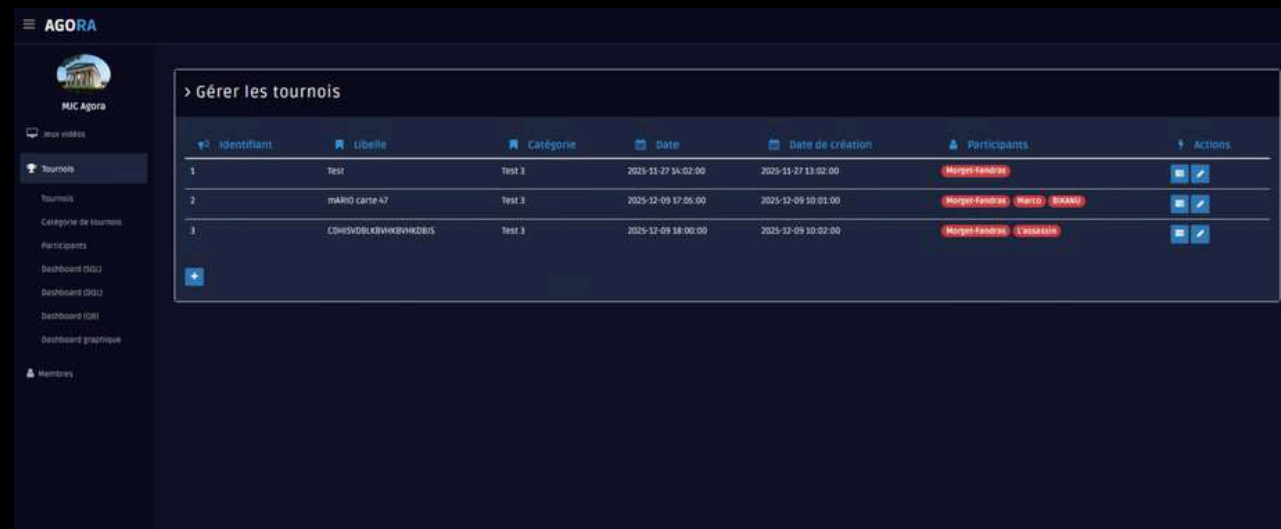 AGORA
MJC Agora
Jeux vidéos
Tournois
Tournois
Catégorie de tournois
Participants
Dashboard (SQL)
Dashboard (DQL)
Dashboard (QB)
Dashboard graphique
Membres
> Gérer les tournois
Identifiant Libelle Catégorie Date Date de création Participants Actions
1 Test Test 3 2025-11-27 14:02:00 2025-11-27 13:02:00 Morget-Fandras
2 mARIO carte 47 Test 3 2025-12-09 17:05:00 2025-12-09 10:01:00 Morget-Fandras Marco BIXANU
3 Test 3 2025-12-09 18:00:00 2025-12-09 10:02:00 Morget-Fandras L'assassin